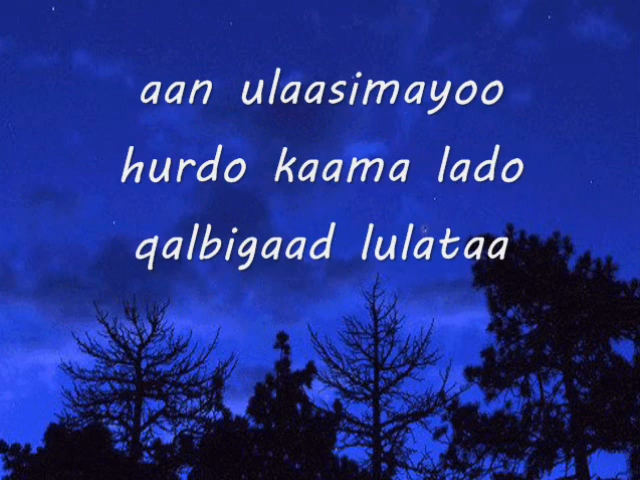 aan ulaasimayoo
hurdo kaama lado
qalbigaad lulataa